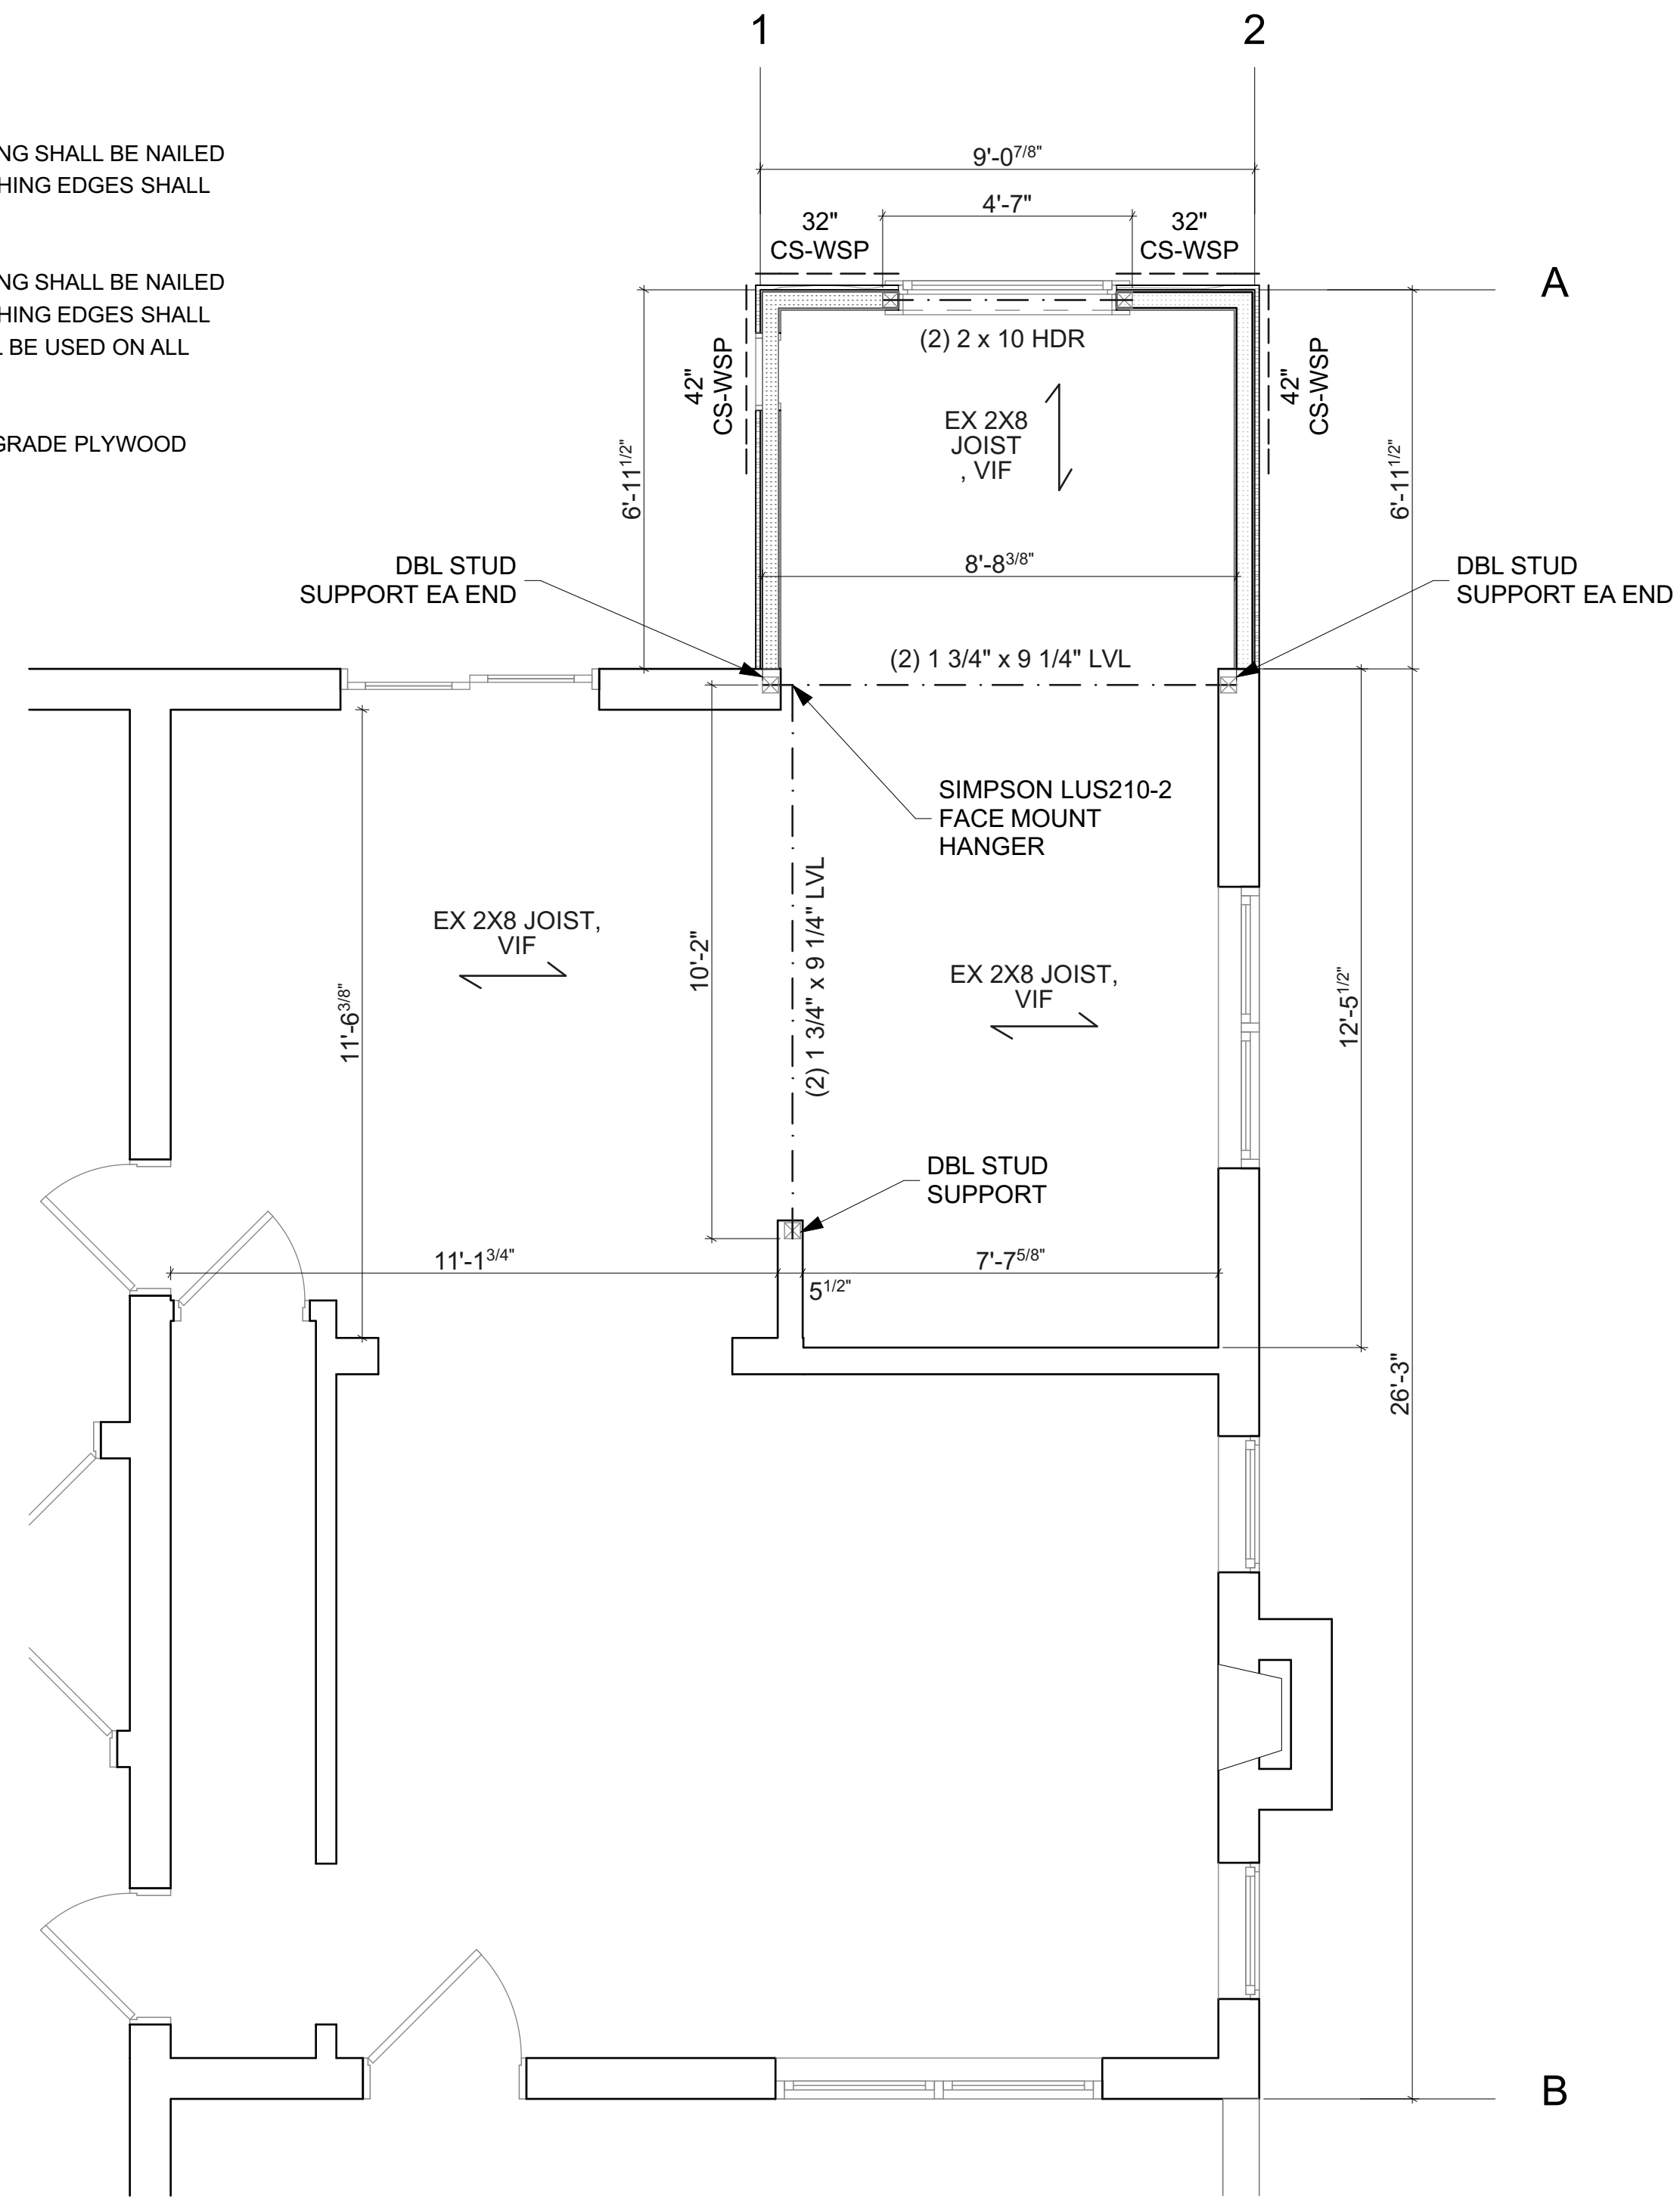 1
2
NG SHALL BE NAILED
HING EDGES SHALL
9'-0 7/8"
4'-7"
32"
CS-WSP
32"
CS-WSP
A
NG SHALL BE NAILED
HING EDGES SHALL
L BE USED ON ALL
(2) 2 x 10 HDR
42"
CS-WSP
42"
CS-WSP
GRADE PLYWOOD
EX 2X8
JOIST
, VIF
6'-11 1/2"
6'-11 1/2"
8'-8 3/8"
DBL STUD
SUPPORT EA END
DBL STUD
SUPPORT EA END
(2) 1 3/4" x 9 1/4" LVL
SIMPSON LUS210-2
FACE MOUNT
HANGER
(2) 1 3/4" x 9 1/4" LVL
EX 2X8 JOIST,
VIF
10'-2"
EX 2X8 JOIST,
VIF
11'-6 3/8"
12'-5 1/2"
DBL STUD
SUPPORT
11'-1 3/4"
7'-7 5/8"
5 1/2"
26'-3"
B